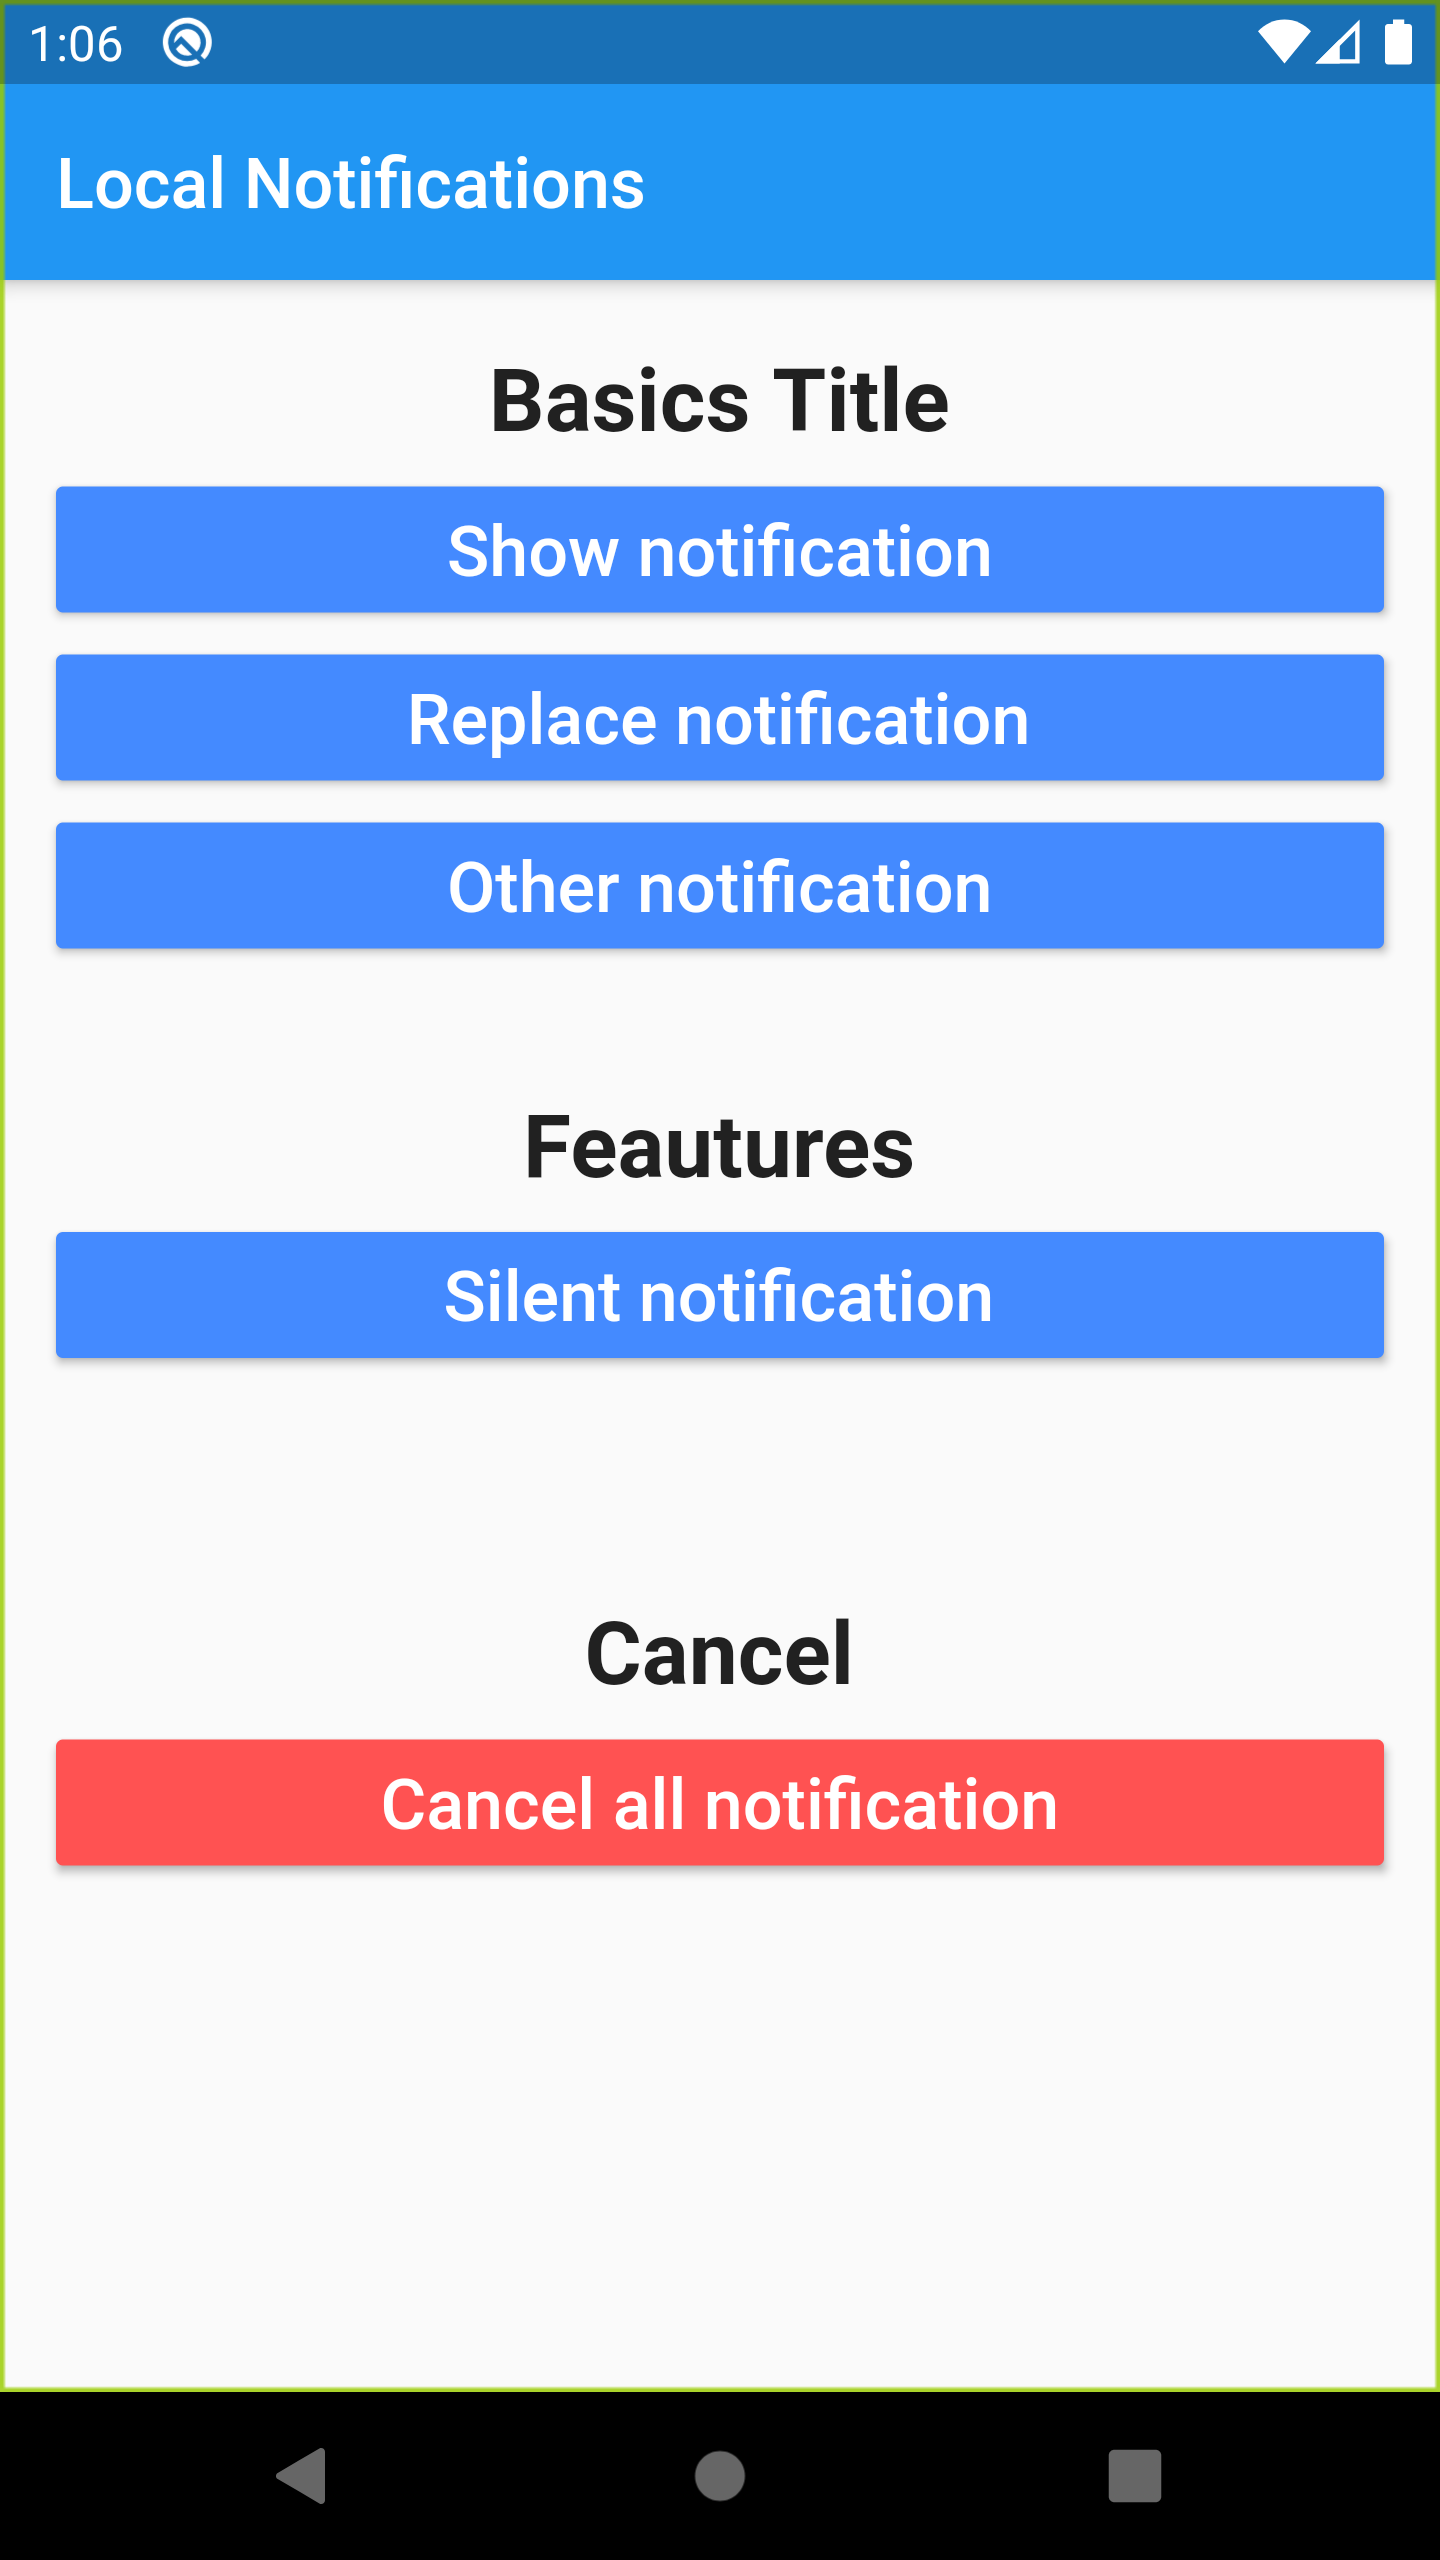 1:06
Local Notifications
Basics Title
Show notification
Replace notification
Other notification
Feautures
Silent notification
Cancel
Cancel all notification